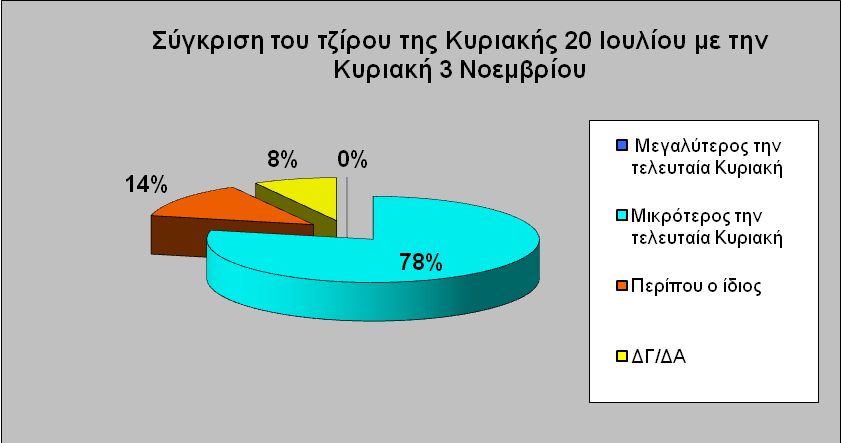 Σύγκριση του τζίρου της Κυριακής 20 Ιουλίου με την
Κυριακή 3 Νοεμβρίου
8%
0%
14%
78%
Μεγαλύτερος την
τελευταία Κυριακή
Μικρότερος την
τελευταία Κυριακή
Περίπου ο ίδιος
ΔΓ/ΔΑ